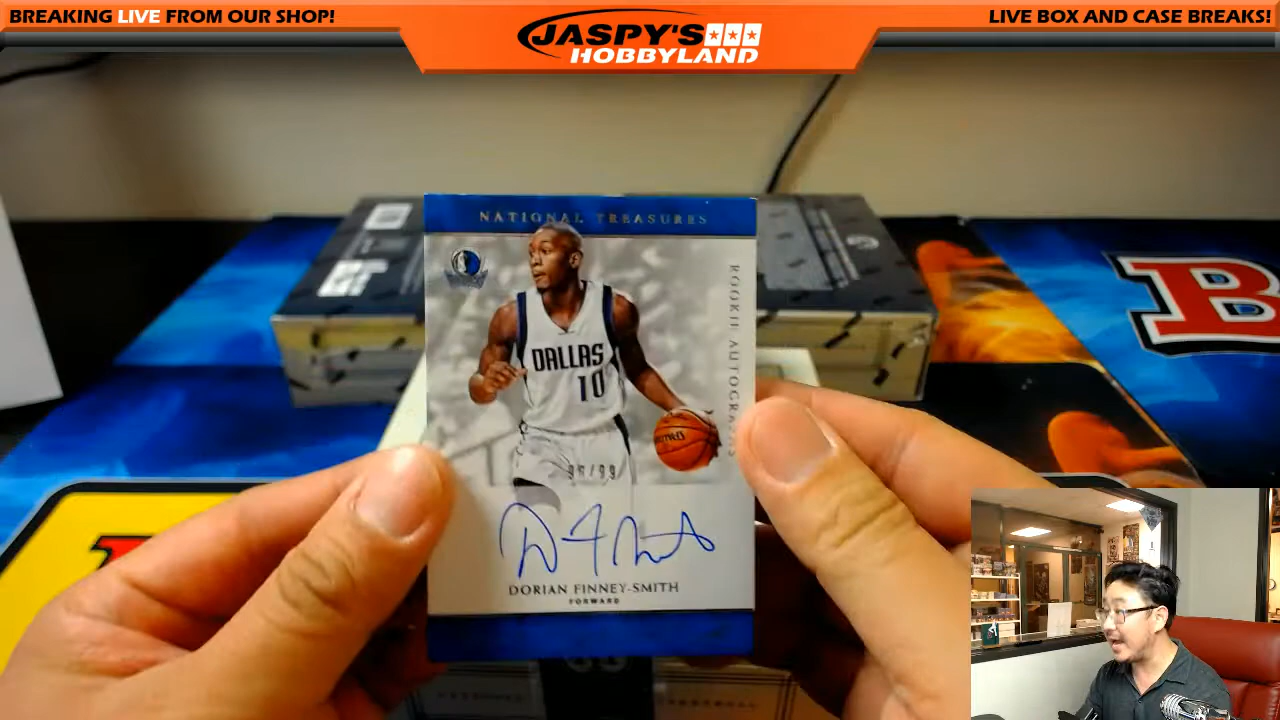 BREAKING LIVE FROM OUR SHOP!
JASPY'S
HOBBYLAND
LIVE BOX AND CASE BREAKS!
NATIONAL TREASURES
ROOKIE AUTOGRAPHS
DALLAS
10
99/99
DORIAN FINNEY-SMITH
FORWARD
B